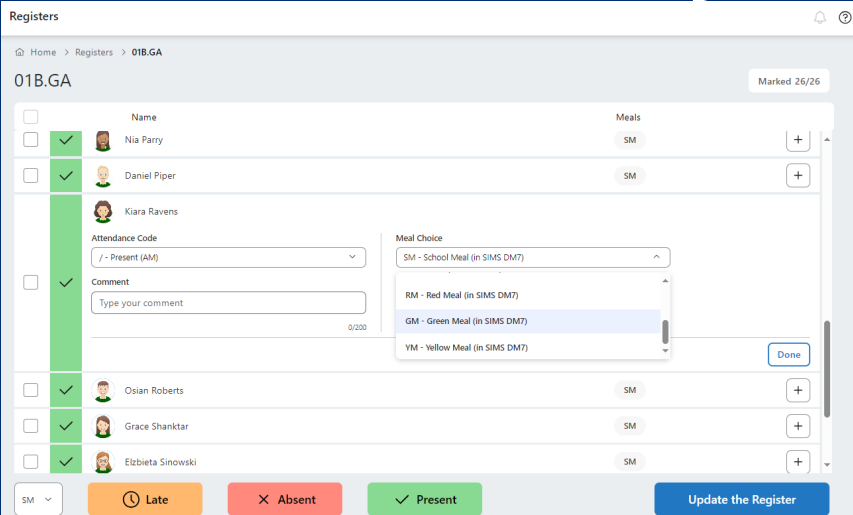 Registers
Home > Registers > 01B.GA
01B.GA
Marked 26/26
Name Meals
Nia Parry SM
Daniel Piper SM
Kiara Ravens
Attendance Code Meal Choice
/ - Present (AM) SM - School Meal (in SIMS DM7)
Comment
RM - Red Meal (in SIMS DM7)
Type your comment
GM - Green Meal (in SIMS DM7)
0/200
YM - Yellow Meal (in SIMS DM7)
Done
Osian Roberts SM
Grace Shanktar SM
Elzbieta Sinowski SM
SM Late Absent Present Update the Register